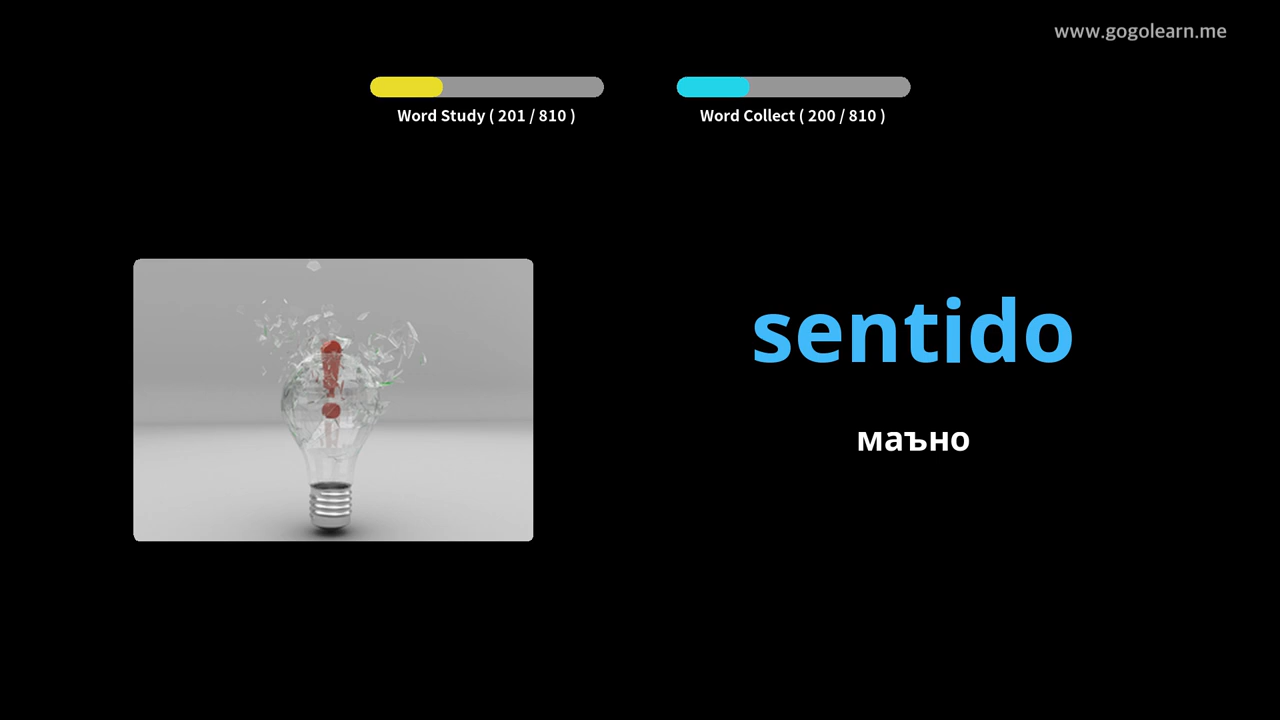 www.gogolearn.me
Word Study ( 201 / 810 )
Word Collect ( 200 / 810 )
sentido
маъно